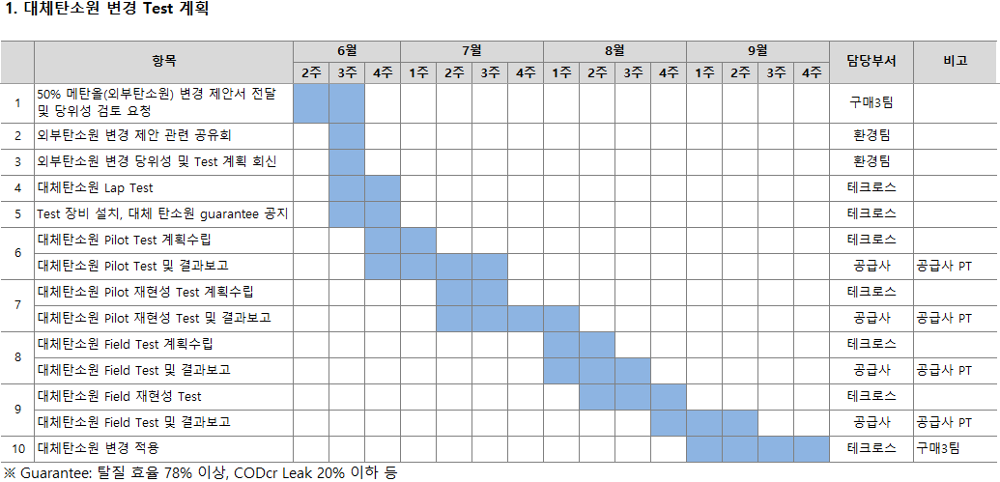 1. 대체탄소원 변경 Test 계획
항목 6월 7월 8월 9월 담당부서 비고
2주 3주 4주 1주 2주 3주 4주 1주 2주 3주 4주 1주 2주 3주 4주
1 50% 메탄올(외부탄소원) 변경 제안서 전달 구매3팀
및 당위성 검토 요청
2 외부탄소원 변경 제안 관련 공유회 환경팀
3 외부탄소원 변경 당위성 및 Test 계획 회신 환경팀
4 대체탄소원 Lap Test 테크로스
5 Test 장비 설치, 대체 탄소원 guarantee 공지 테크로스
6 대체탄소원 Pilot Test 계획수립 테크로스
대체탄소원 Pilot Test 및 결과보고 공급사 공급사 PT
7 대체탄소원 Pilot 재현성 Test 계획수립 테크로스
대체탄소원 Pilot 재현성 Test 및 결과보고 공급사 공급사 PT
8 대체탄소원 Field Test 계획수립 테크로스
대체탄소원 Field Test 및 결과보고 공급사 공급사 PT
9 대체탄소원 Field 재현성 Test 테크로스
대체탄소원 Field Test 및 결과보고 공급사 공급사 PT
10 대체탄소원 변경 적용 테크로스 구매3팀
※ Guarantee: 탈질 효율 78% 이상, CODcr Leak 20% 이하 등